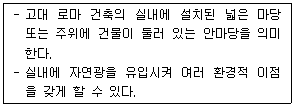 - 고대 로마 건축의 실내에 설치된 넓은 마당
또는 주위에 건물이 둘러 있는 안마당을 의미
한다.
- 실내에 자연광을 유입시켜 여러 환경적 이점
을 갖게 할 수 있다.